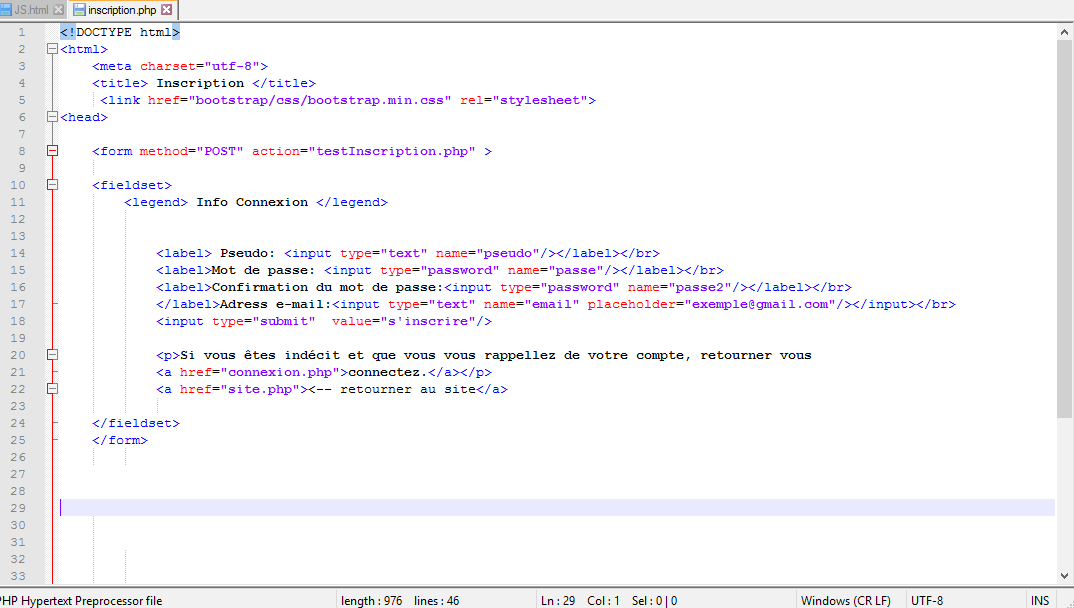 JS.html inscription.php
1 <!DOCTYPE html>
2 <html>
3 <meta charset="utf-8">
4 <title> Inscription </title>
5 <link href="bootstrap/css/bootstrap.min.css" rel="stylesheet">
6 <head>
7
8 <form method="POST" action="testInscription.php" >
9
10 <fieldset>
11 <legend> Info Connexion </legend>
12
13
14 <label> Pseudo: <input type="text" name="pseudo"/></label></br>
15 <label>Mot de passe: <input type="password" name="passe"/></label></br>
16 <label>Confirmation du mot de passe:<input type="password" name="passe2"/></label></br>
17 </label>Adress e-mail:<input type="text" name="email" placeholder="exemple@gmail.com"/></input></br>
18 <input type="submit"  value="s'inscrire"/>
19
20 <p>Si vous êtes indécit et que vous vous rappellez de votre compte, retourner vous
21 <a href="connexion.php">connectez.</a></p>
22 <a href="site.php"><-- retourner au site</a>
23
24 </fieldset>
25 </form>
26
27
28
29
30
31
32
33
PHP Hypertext Preprocessor file length : 976 lines : 46 Ln : 29 Col : 1 Sel : 0 | 0 Windows (CR LF) UTF-8 INS